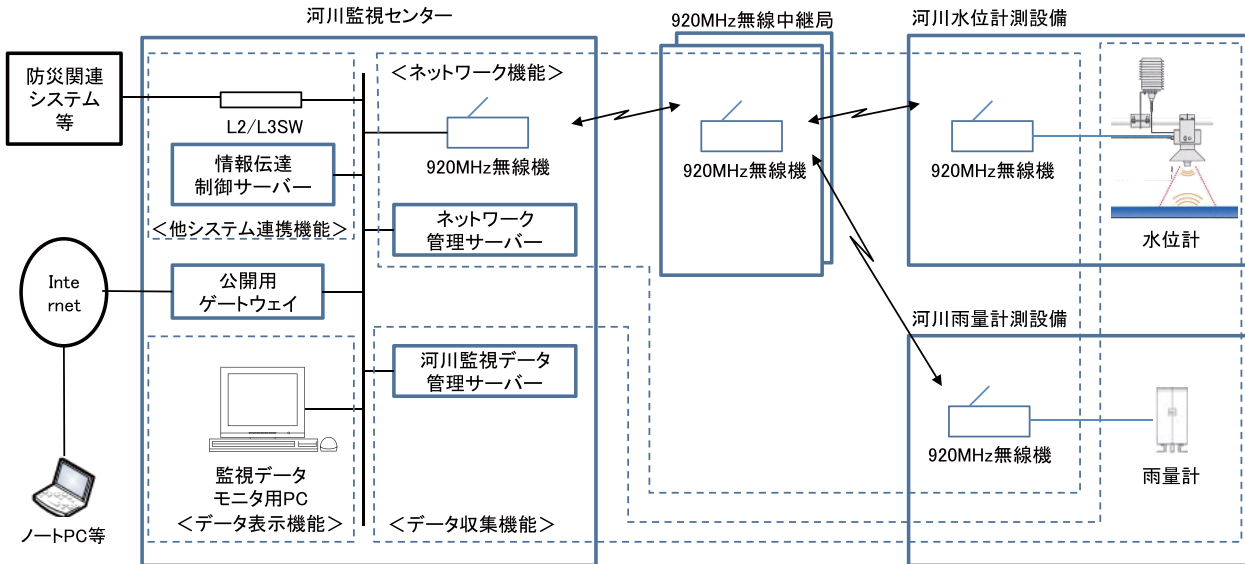 河川監視センター
920MHz無線中継局
河川水位計測設備
防災関連
システム
等
L2/L3SW
情報伝達
制御サーバー
<他システム連携機能>
<ネットワーク機能>
920MHz無線機
ネットワーク
管理サーバー
920MHz無線機
920MHz無線機
水位計
Inte
rnet
公開用
ゲートウェイ
河川監視データ
管理サーバー
監視データ
モニタ用PC
<データ表示機能>
<データ収集機能>
ノートPC等
河川雨量計測設備
920MHz無線機
雨量計